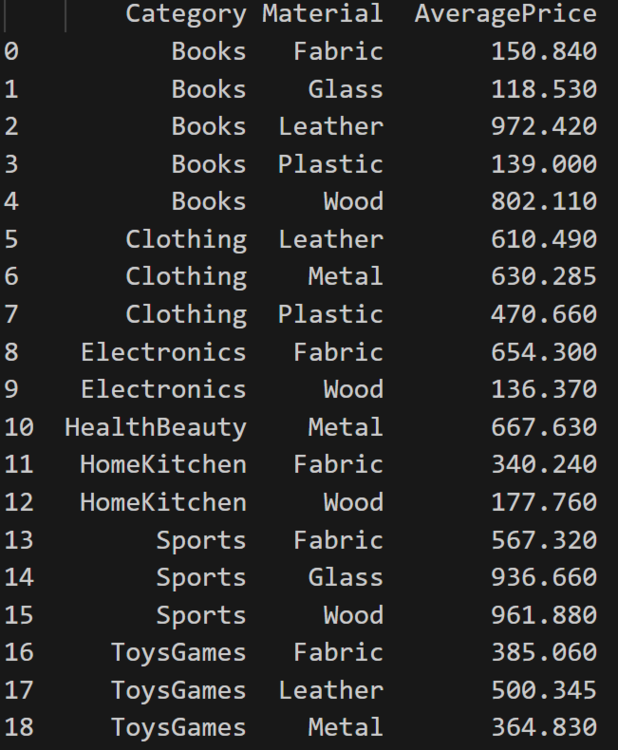 Category Material AveragePrice
0 Books Fabric 150.840
1 Books Glass 118.530
2 Books Leather 972.420
3 Books Plastic 139.000
4 Books Wood 802.110
5 Clothing Leather 610.490
6 Clothing Metal 630.285
7 Clothing Plastic 470.660
8 Electronics Fabric 654.300
9 Electronics Wood 136.370
10 HealthBeauty Metal 667.630
11 HomeKitchen Fabric 340.240
12 HomeKitchen Wood 177.760
13 Sports Fabric 567.320
14 Sports Glass 936.660
15 Sports Wood 961.880
16 ToysGames Fabric 385.060
17 ToysGames Leather 500.345
18 ToysGames Metal 364.830